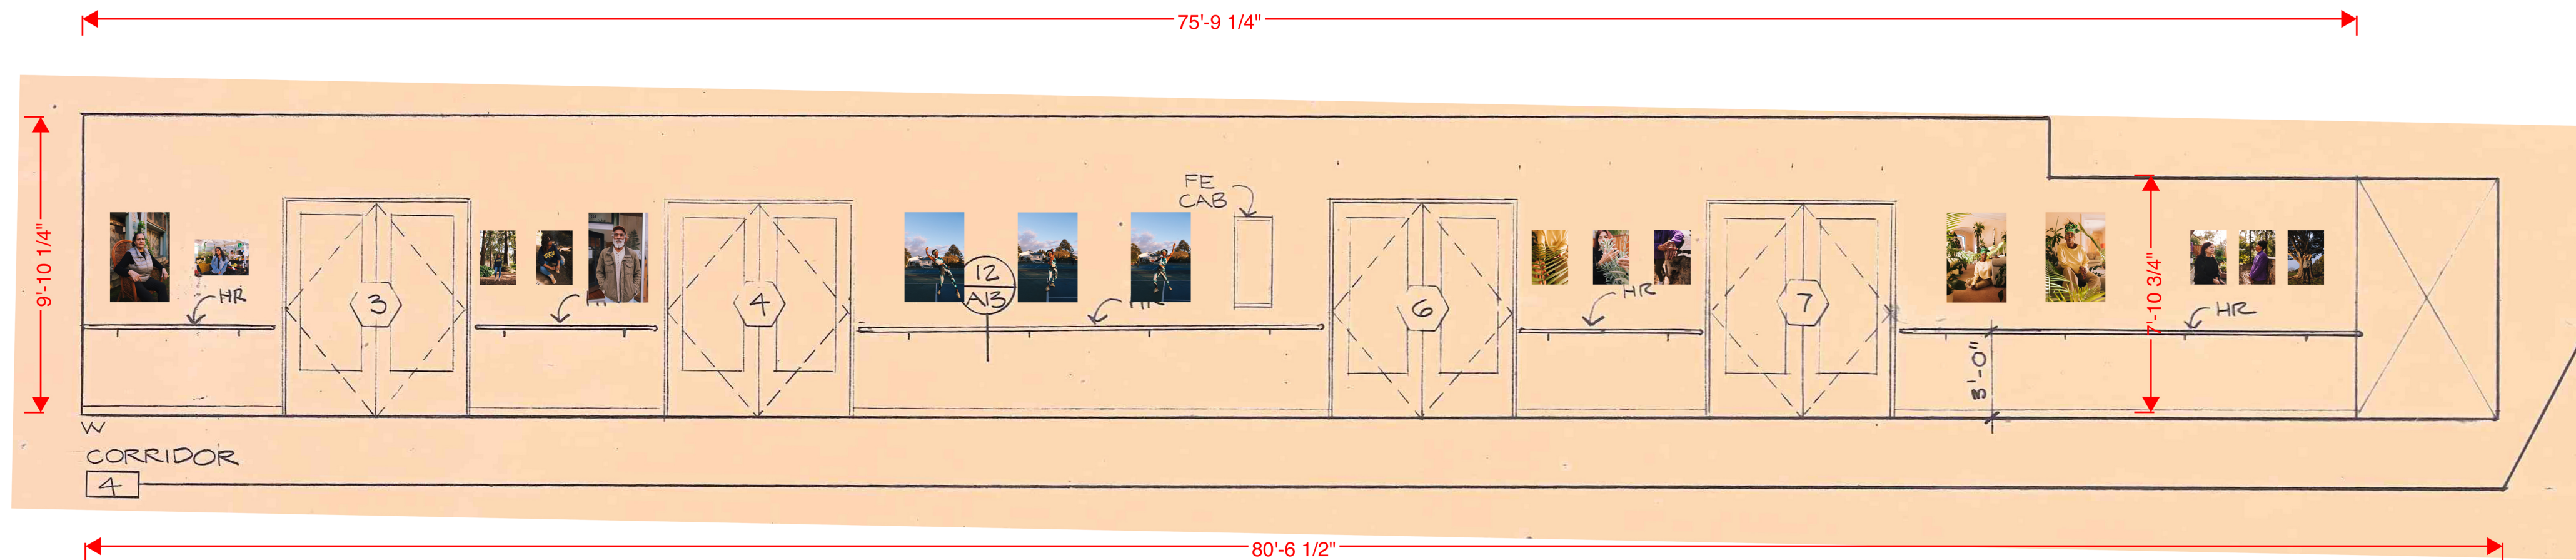 75'-9 1/4"
9'-10 1/4"
FE
CAB
HR
3
4
12
A13
HR
6
HR
7
7'-10 3/4"
HR
3'-0"
W
CORRIDOR
4
80'-6 1/2"